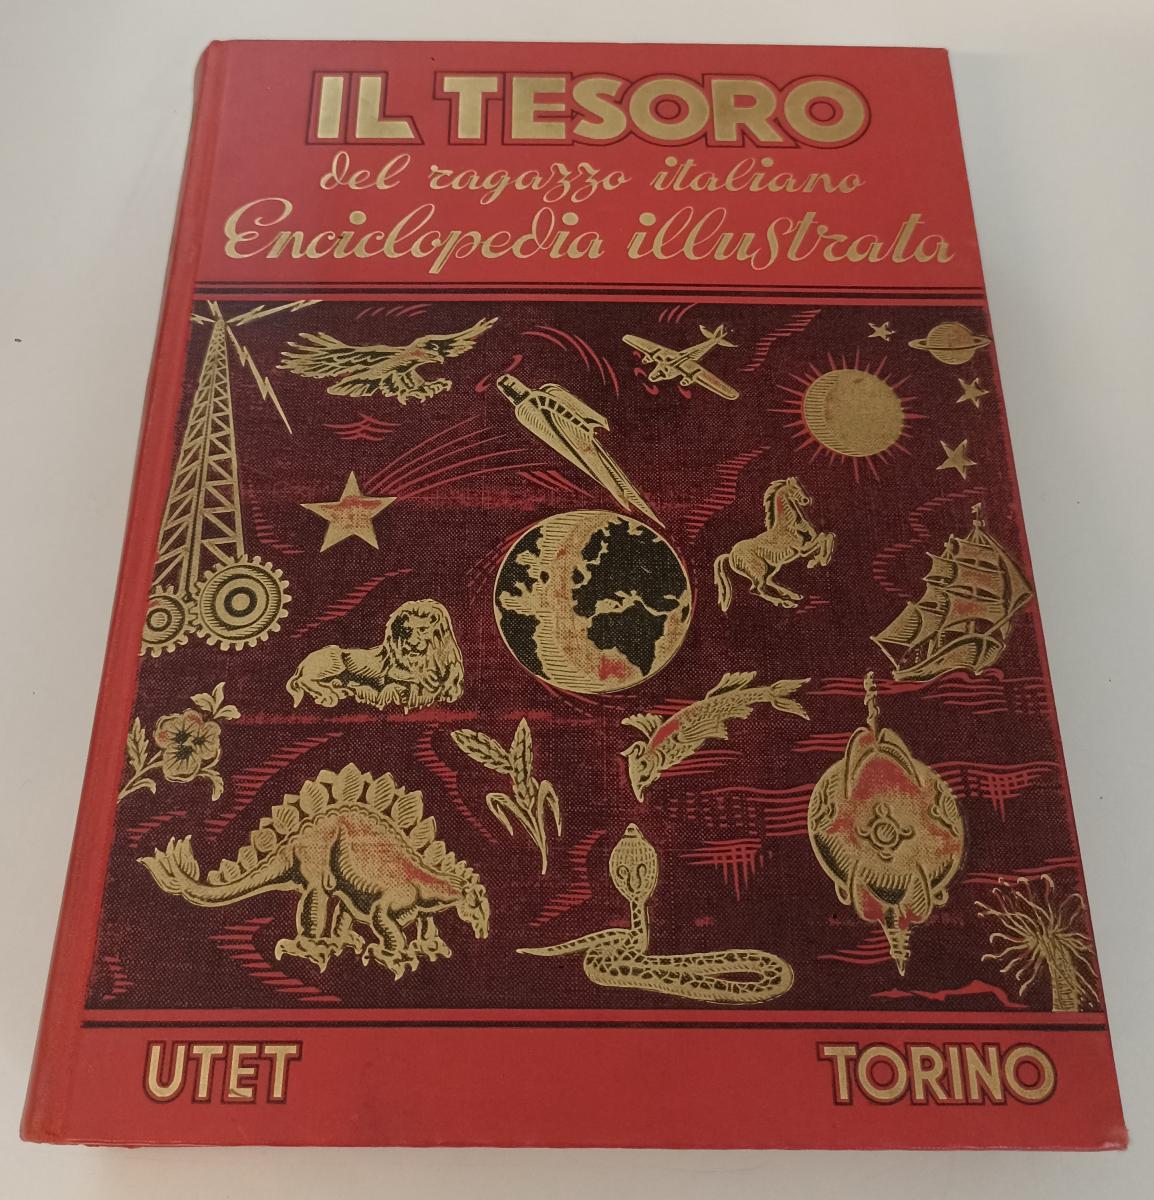 IL TESORO
del ragazzo italiano
Enciclopedia illustrata
UTET TORINO